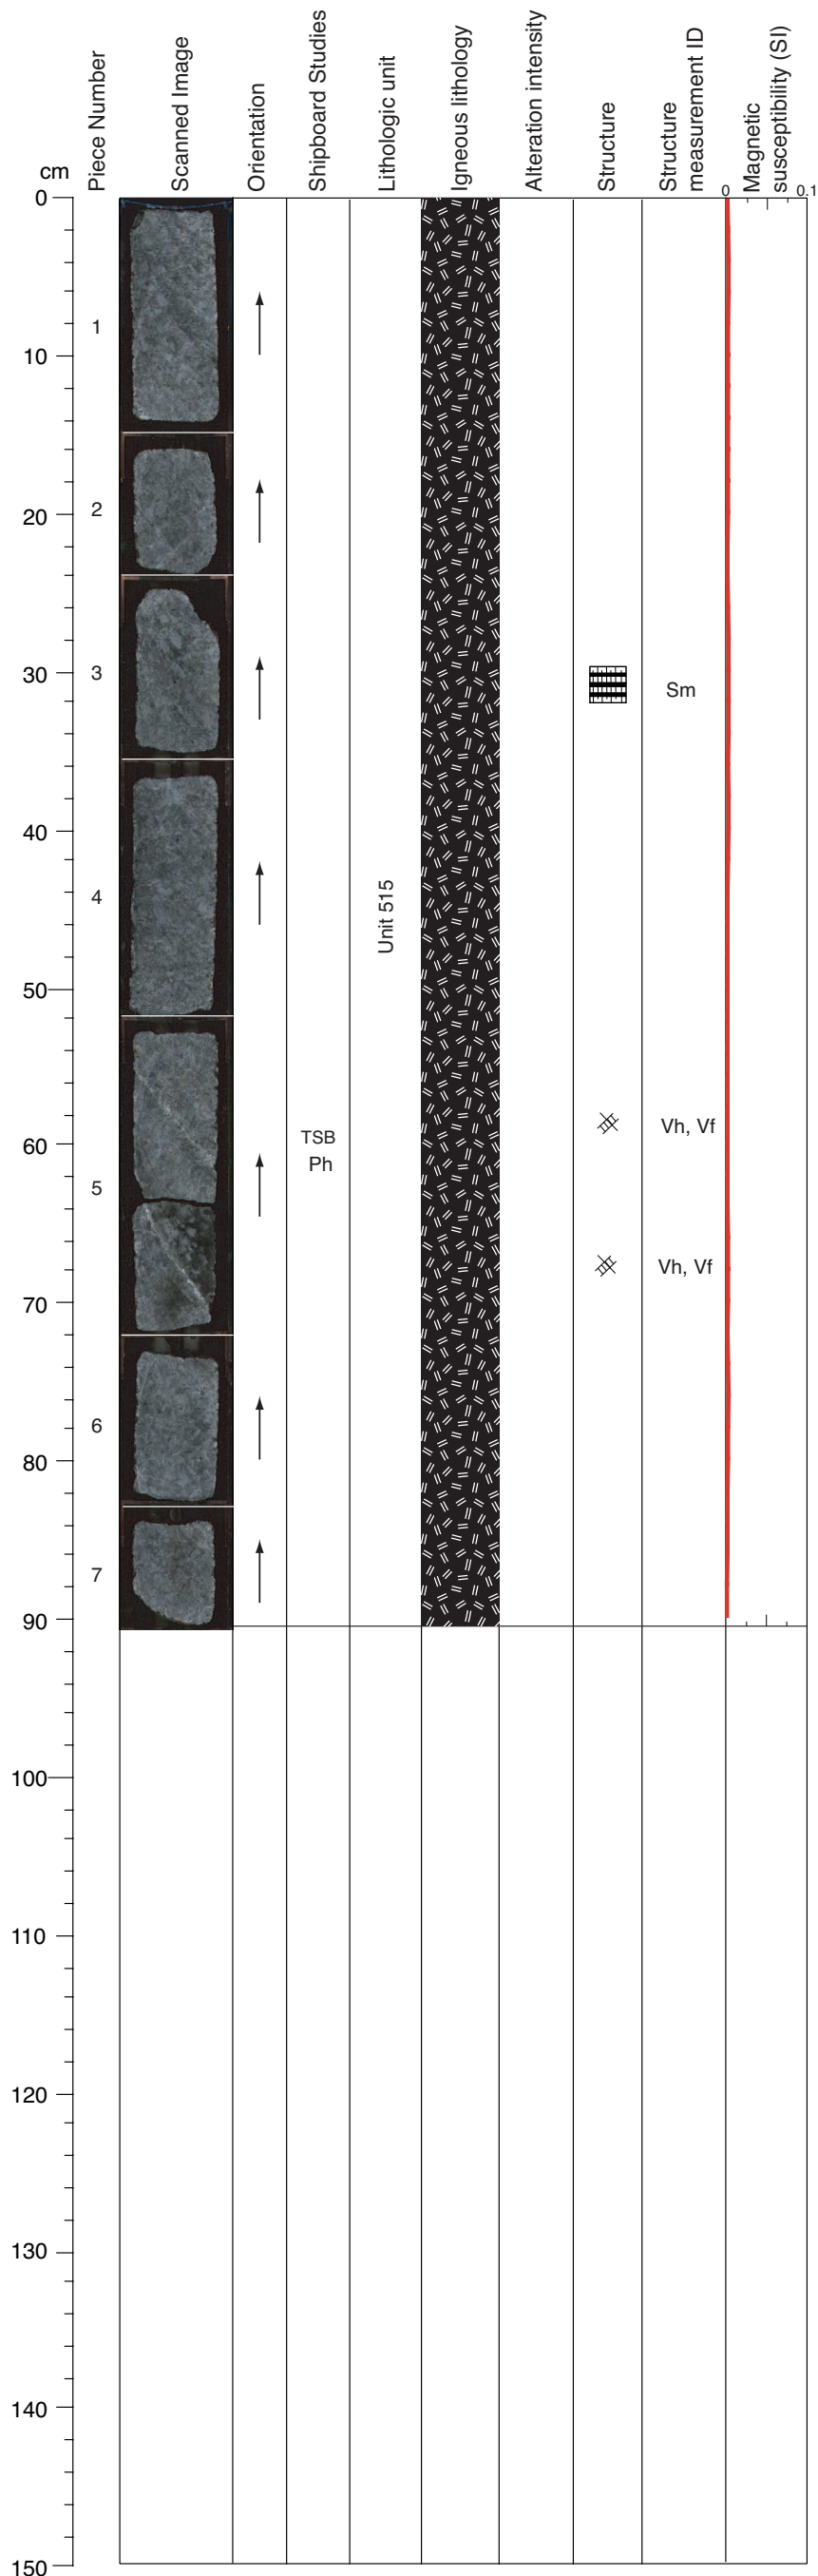 cm
Piece Number
Scanned Image
Orientation
Shipboard Studies
Lithologic unit
Igneous lithology
Alteration intensity
Structure
Structure
measurement ID
Magnetic
susceptibility (SI)
0
0.1
0
10
20
30
40
50
60
70
80
90
100
110
120
130
140
150
1
2
3
4
5
6
7
TSB
Ph
Unit 515
Sm
Vh, Vf
Vh, Vf